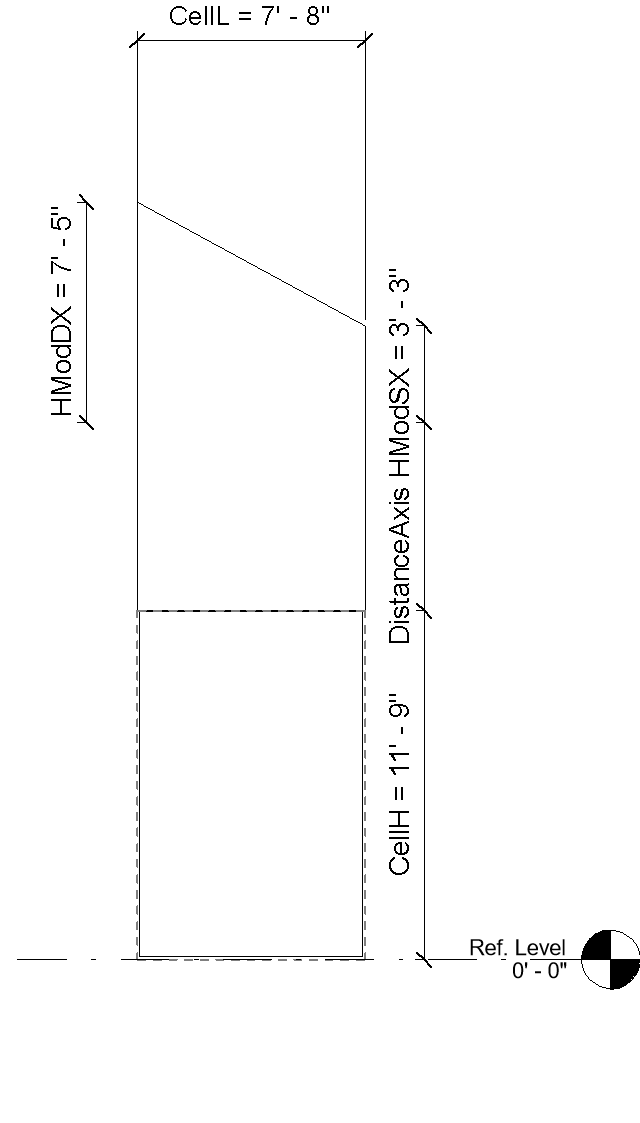 CellL = 7' - 8"
HModDX = 7' - 5"
HModSX = 3' - 3"
DistanceAxis
CellH = 11' - 9"
Ref. Level
0' - 0"